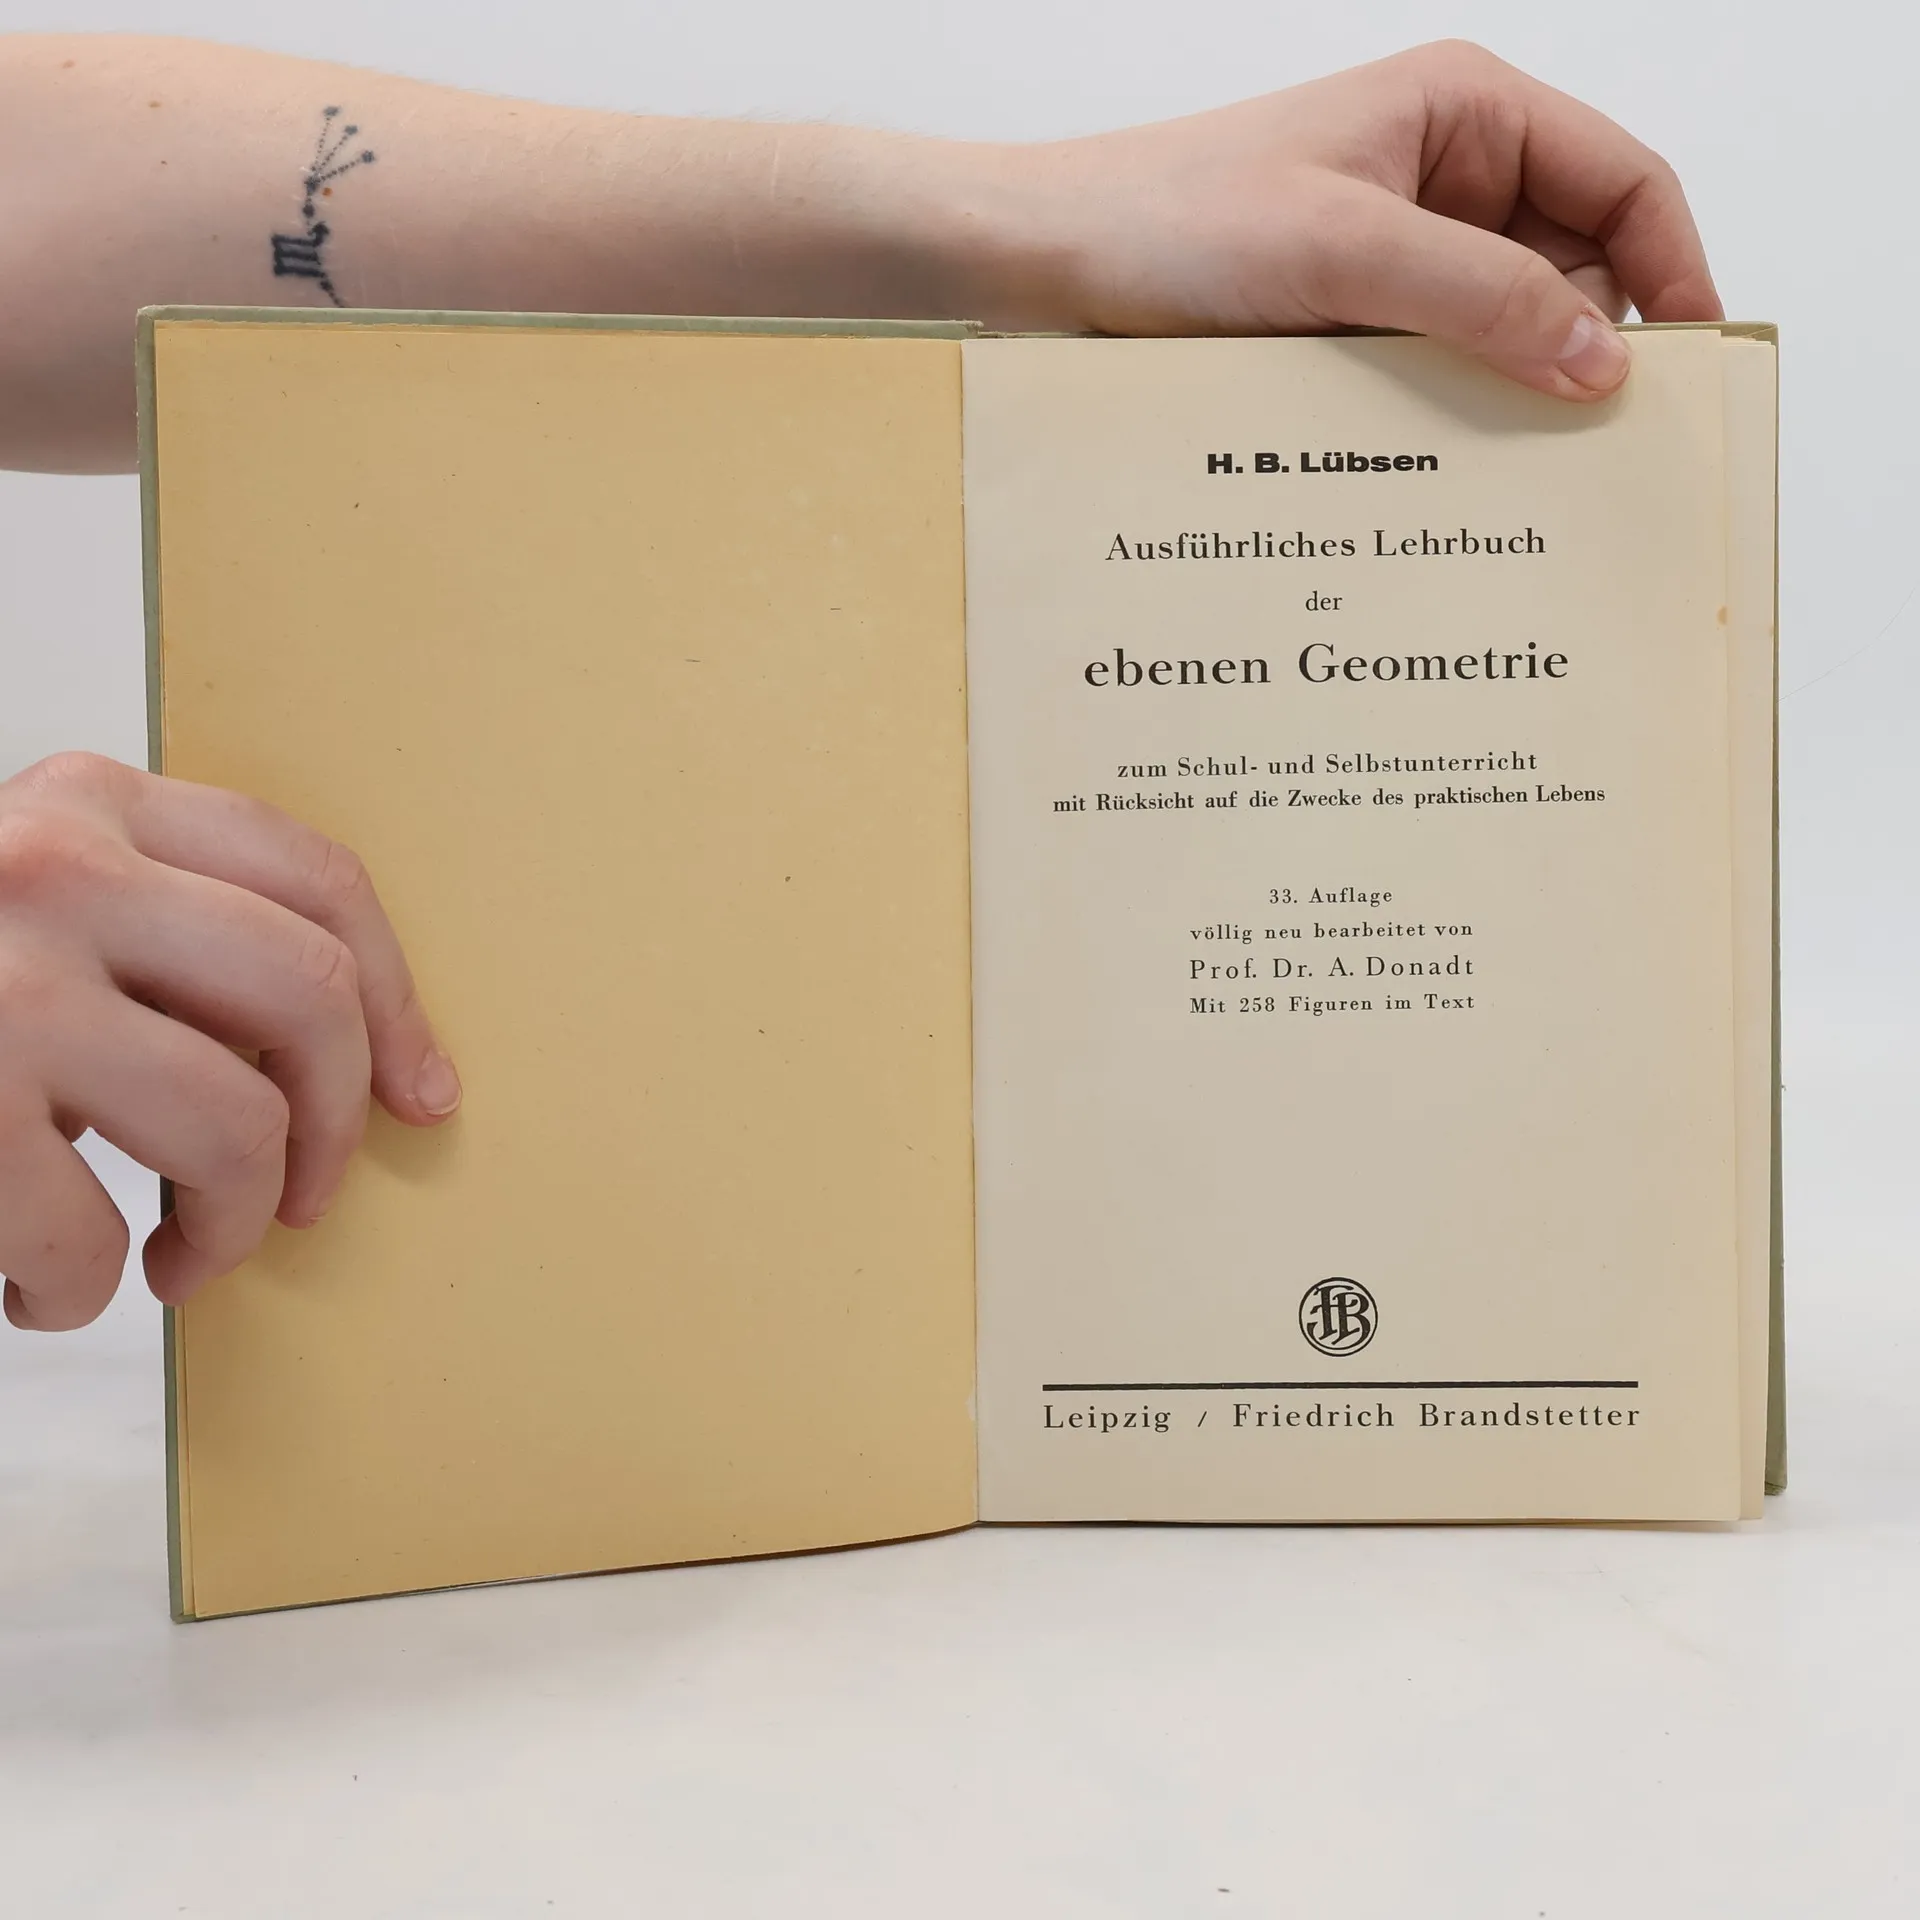 H. B. Lübsen
Ausführliches Lehrbuch
der
ebenen Geometrie
zum Schul- und Selbstunterricht
mit Rücksicht auf die Zwecke des praktischen Lebens
33. Auflage
völlig neu bearbeitet von
Prof. Dr. A. Donadt
Mit 258 Figuren im Text
FB
Leipzig / Friedrich Brandstetter